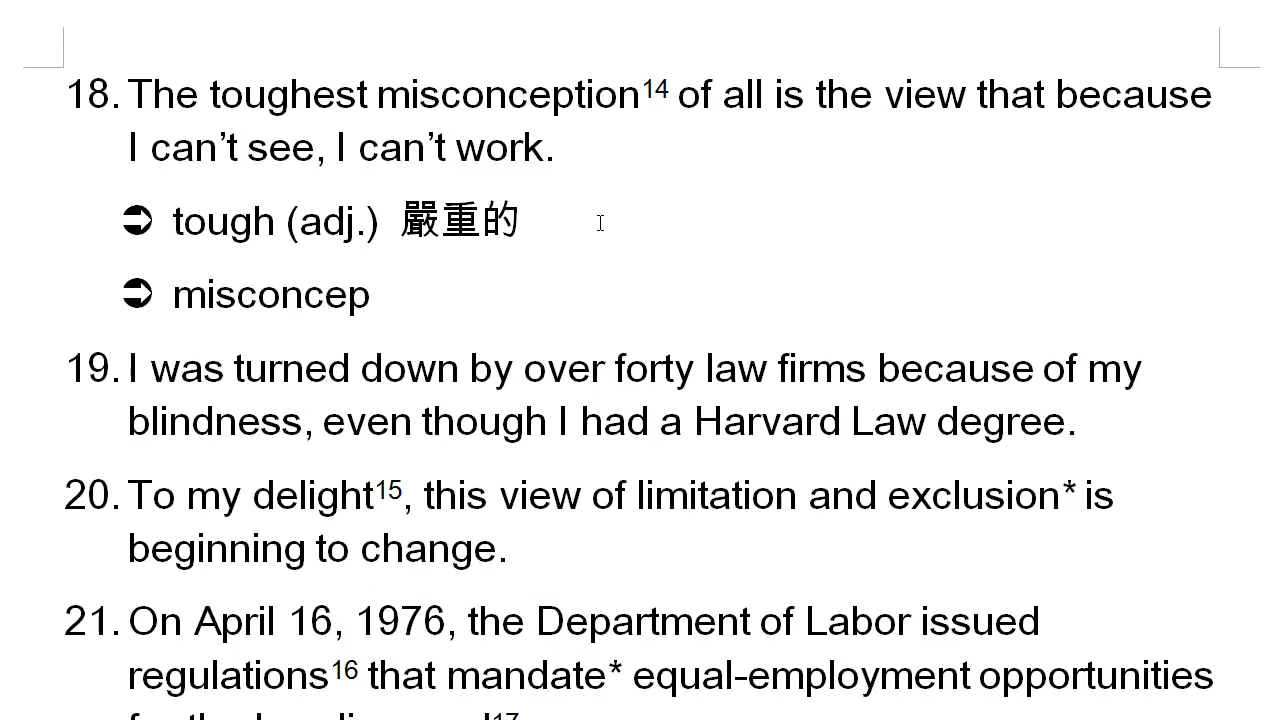 18. The toughest misconception14 of all is the view that because
I can’t see, I can’t work.
➲ tough (adj.) 嚴重的
➲ misconcep
19. I was turned down by over forty law firms because of my
blindness, even though I had a Harvard Law degree.
20. To my delight15, this view of limitation and exclusion* is
beginning to change.
21. On April 16, 1976, the Department of Labor issued
regulations16 that mandate* equal-employment opportunities